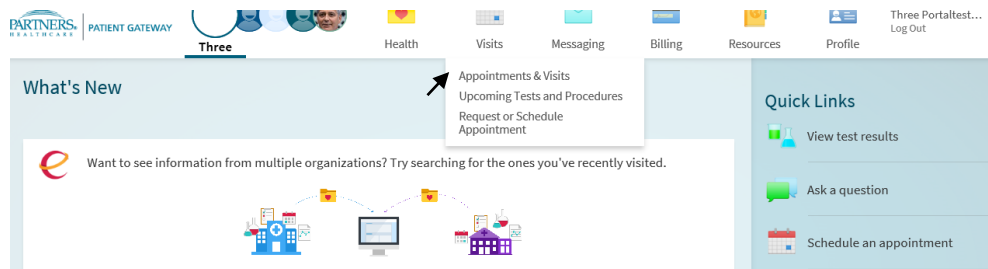 PARTNERS.
HEALTHCARE
PATIENT GATEWAY
Three
Health
Visits
Messaging
Billing
Resources
Profile
Three Portaltest...
Log Out
What's New
Appointments & Visits
Upcoming Tests and Procedures
Request or Schedule
Appointment
Want to see information from multiple organizations? Try searching for the ones you've recently visited.
Quick Links
View test results
Ask a question
Schedule an appointment